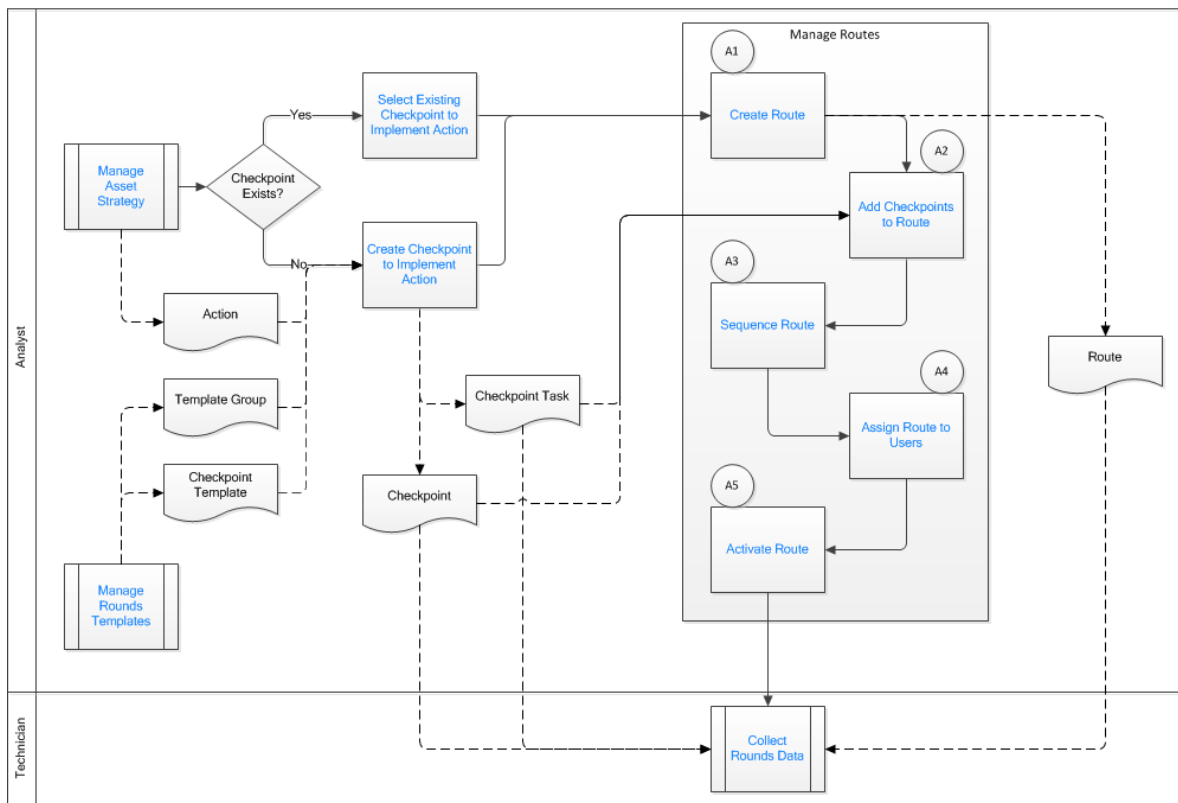 Manage Routes
A1
Select Existing
Checkpoint to
Implement Action
Create Route
Yes
A2
Manage
Asset
Strategy
Checkpoint
Exists?
Add Checkpoints
to Route
No
Create Checkpoint
to Implement
Action
A3
Action
Sequence Route
Analyst
Route
A4
Template Group
Checkpoint Task
Assign Route to
Users
Checkpoint
Template
Checkpoint
A5
Activate Route
Manage
Rounds
Templates
Technician
Collect
Rounds Data